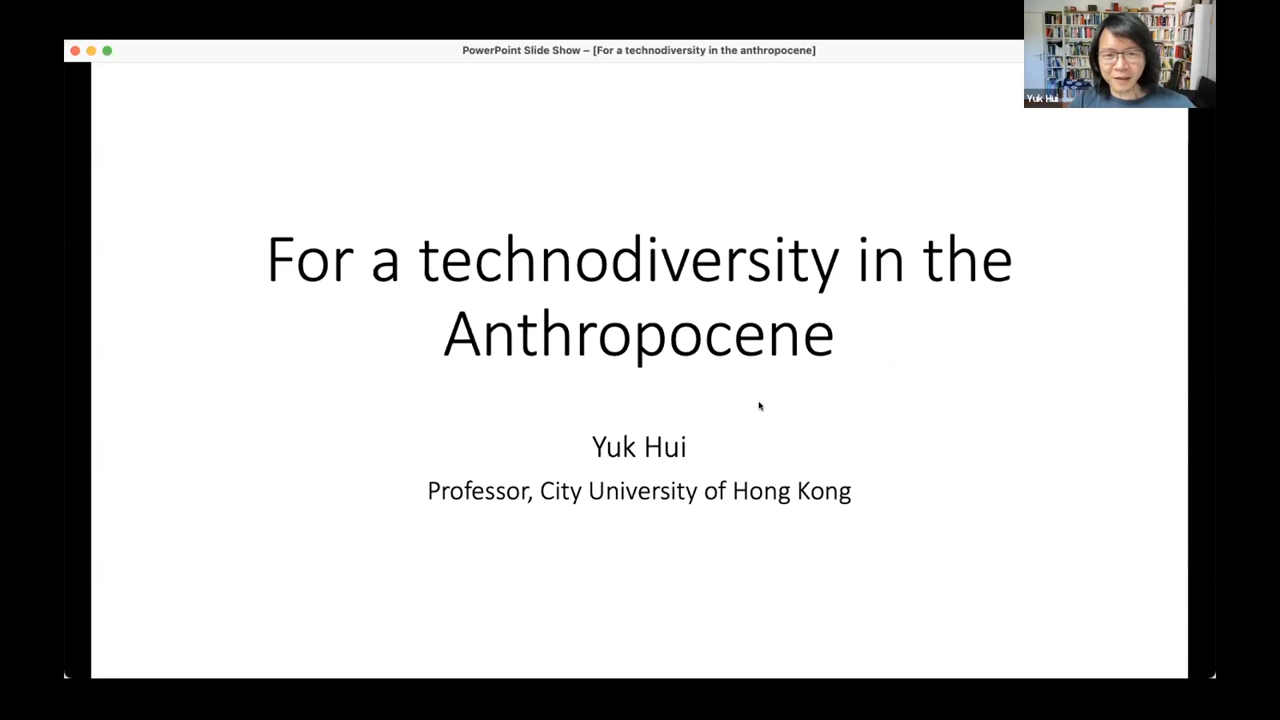 PowerPoint Slide Show – [For a technodiversity in the anthropocene]
Yuk Hui
For a technodiversity in the
Anthropocene
Yuk Hui
Professor, City University of Hong Kong